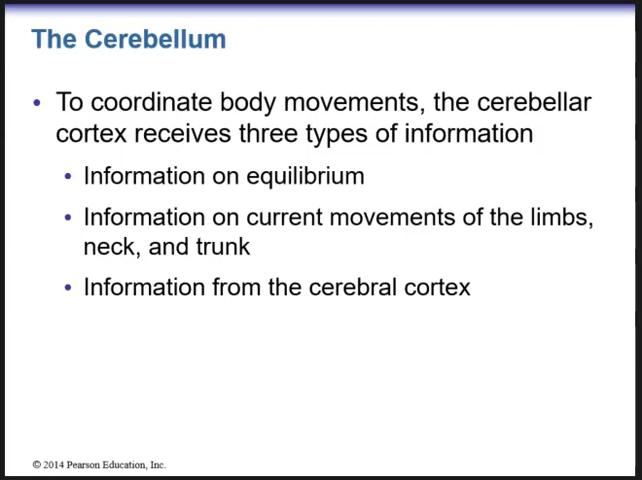 The Cerebellum
• To coordinate body movements, the cerebellar
cortex receives three types of information
• Information on equilibrium
• Information on current movements of the limbs,
neck, and trunk
• Information from the cerebral cortex
© 2014 Pearson Education, Inc.